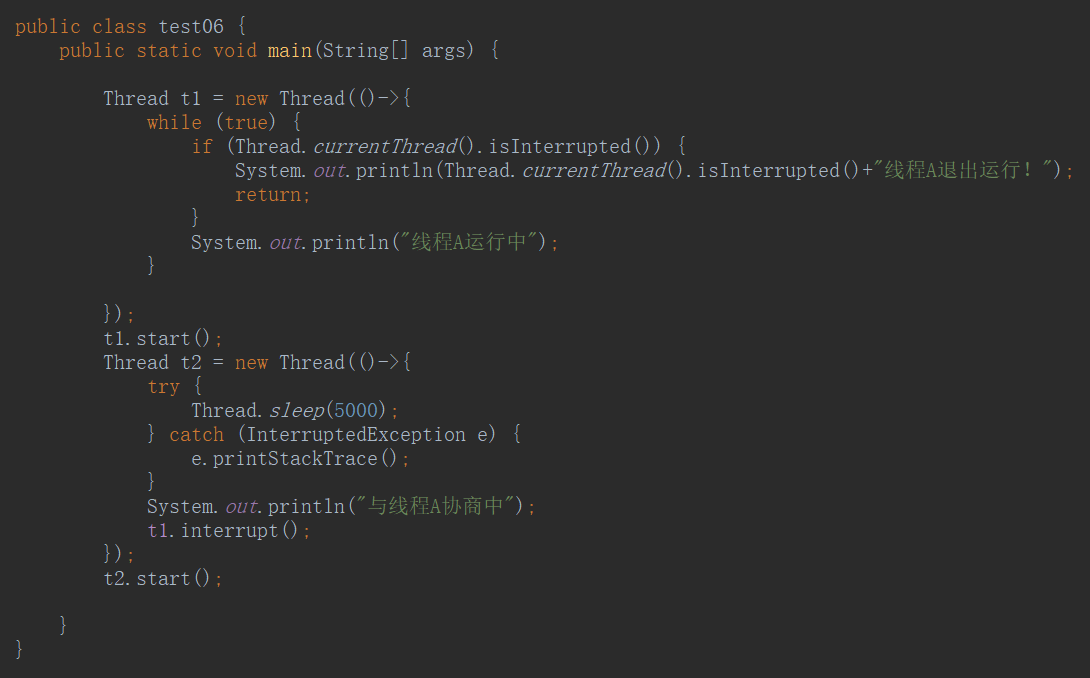 public class test06 {
    public static void main(String[] args) {
        Thread t1 = new Thread(()->{
            while (true) {
                if (Thread.currentThread().isInterrupted()) {
                    System.out.println(Thread.currentThread().isInterrupted()+"线程A退出运行！");
                    return;
                }
                System.out.println("线程A运行中");
            }
        });
        t1.start();
        Thread t2 = new Thread(()->{
            try {
                Thread.sleep(5000);
            } catch (InterruptedException e) {
                e.printStackTrace();
            }
            System.out.println("与线程A协商中");
            t1.interrupt();
        });
        t2.start();
    }
}